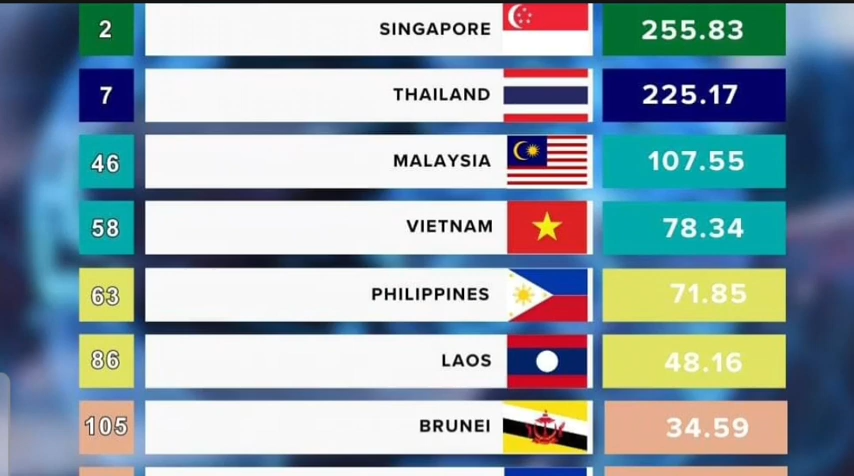 2 SINGAPORE 255.83
7 THAILAND 225.17
46 MALAYSIA 107.55
58 VIETNAM 78.34
63 PHILIPPINES 71.85
86 LAOS 48.16
105 BRUNEI 34.59